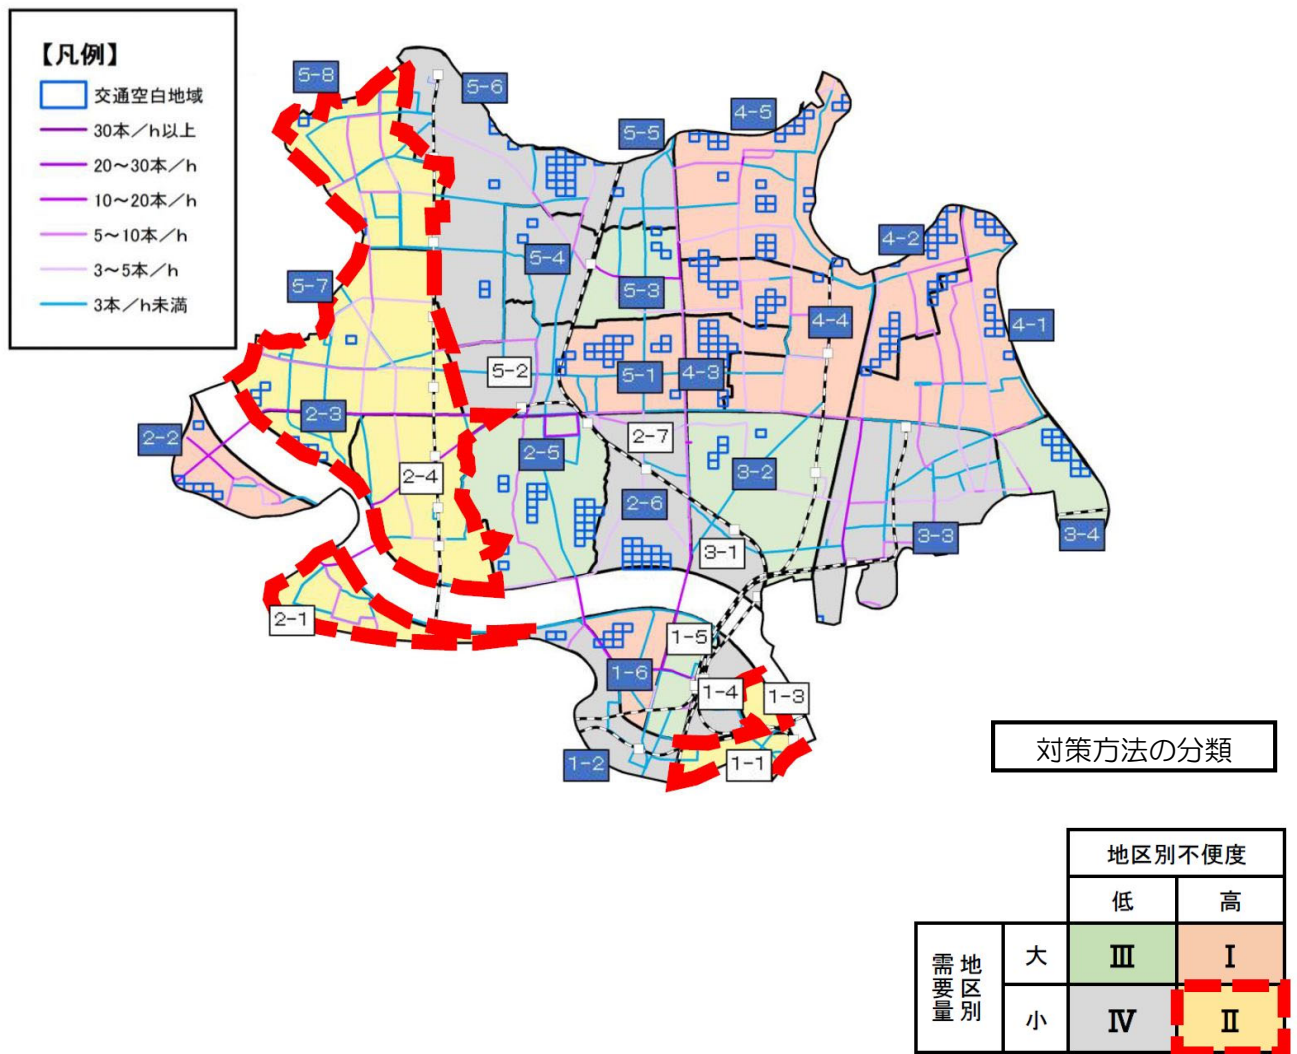 【凡例】
交通空白地域
30本/h以上
20～30本/h
10～20本/h
5～10本/h
3～5本/h
3本/h未満
5-8
5-6
5-5
4-5
4-2
5-4
5-7
5-3
4-4
4-1
5-2
5-1
4-3
2-3
2-2
2-7
2-5
2-4
3-2
2-6
3-1
3-3
3-4
2-1
1-5
1-6
1-4
1-3
1-2
1-1
対策方法の分類
地区別不便度
低
高
地区別
需要量
大
Ⅲ
Ⅰ
小
Ⅳ
Ⅱ